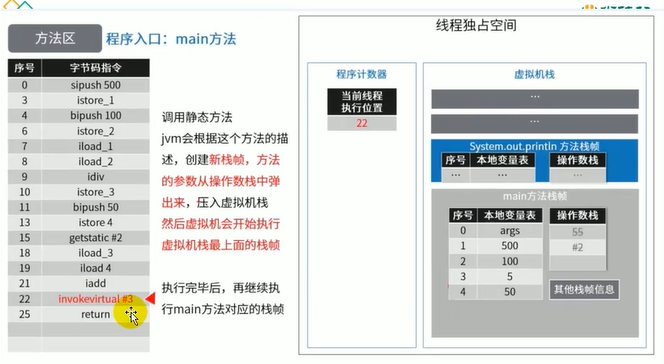 方法区
程序入口：main方法
序号 字节码指令
0 sipush 500
3 istore_1
4 bipush 100
6 istore_2
7 iload_1
8 iload_2
9 idiv
10 istore_3
11 bipush 50
13 istore 4
15 getstatic #2
18 iload_3
19 iload 4
21 iadd
22 invokevirtual #3
25 return
调用静态方法
jvm会根据这个方法的描
述，创建新栈帧，方法
的参数从操作数栈中弹
出来，压入虚拟机栈
然后虚拟机会开始执行
虚拟机栈最上面的栈帧
执行完毕后，再继续执
行main方法对应的栈帧
线程独占空间
程序计数器
当前线程
执行位置
22
虚拟机栈
...
...
System.out.println 方法栈帧
序号 本地变量表 操作数栈
... ... ...
main方法栈帧
序号 本地变量表 操作数栈
0 args 55
1 500 #2
2 100
3 5
4 50
其他栈帧信息